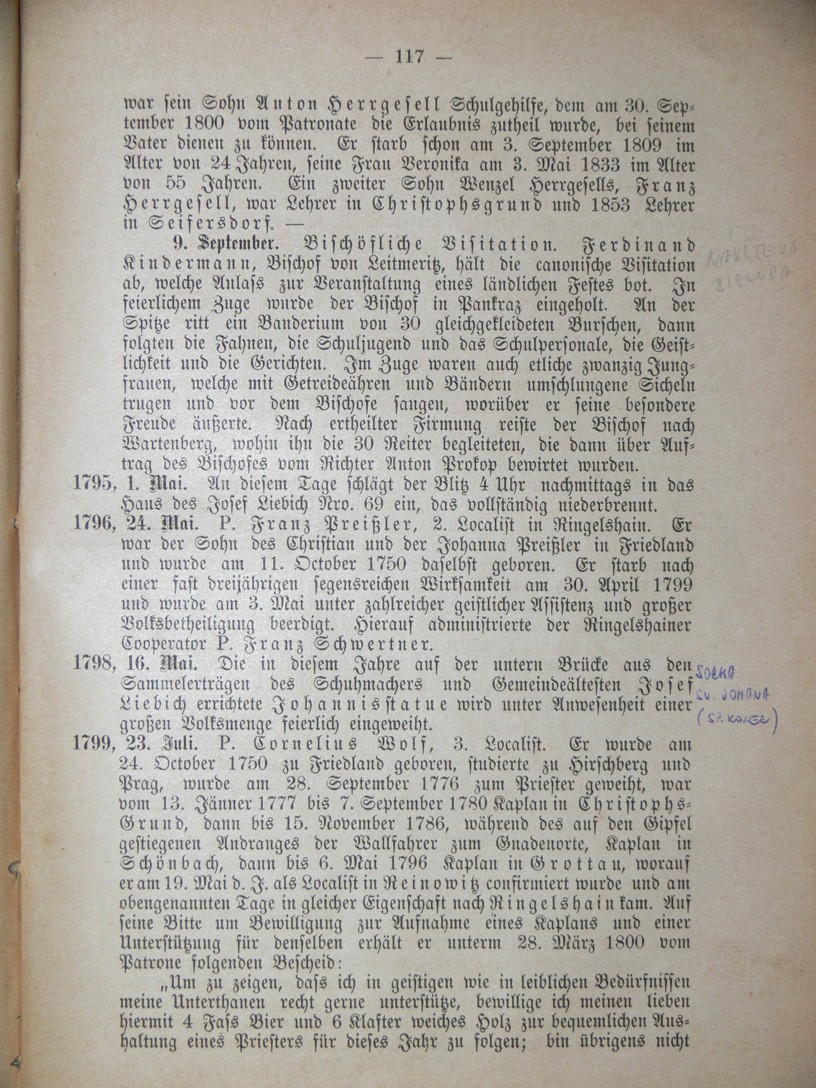 — 117 —
war sein Sohn Anton Herrgesell Schulgehilfe, dem am 30. Sep-
tember 1800 vom Patronate die Erlaubnis zutheil wurde, bei seinem
Vater dienen zu können. Er starb schon am 3. September 1809 im
Alter von 24 Jahren, seine Frau Veronika am 3. Mai 1833 im Alter
von 55 Jahren. Ein zweiter Sohn Wenzel Herrgesells, Franz
Herrgesell, war Lehrer in Christophsgrund und 1853 Lehrer
in Seifersdorf. —
9. September. Bischöfliche Visitation. Ferdinand
Kindermann, Bischof von Leitmeritz, hält die canonische Visitation
ab, welche Anlass zur Veranstaltung eines ländlichen Festes bot. In
feierlichem Zuge wurde der Bischof in Pankraz eingeholt. An der
Spitze ritt ein Banderium von 30 gleichgekleideten Burschen, dann
folgten die Fahnen, die Schuljugend und das Schulpersonale, die Geist-
lichkeit und die Gerichten. Im Zuge waren auch etliche zwanzig Jung-
frauen, welche mit Getreideähren und Bändern umschlungene Sicheln
trugen und vor dem Bischofe sangen, worüber er seine besondere
Freude äußerte. Nach ertheilter Firmung reiste der Bischof nach
Wartenberg, wohin ihn die 30 Reiter begleiteten, die dann über Auf-
trag des Bischofes vom Richter Anton Prokop bewirtet wurden.
NÁVŠTĚVA
BISKUPA
1795, 1. Mai. An diesem Tage schlägt der Blitz 4 Uhr nachmittags in das
Haus des Josef Liebich Nro. 69 ein, das vollständig niederbrennt.
1796, 24. Mai. P. Franz Preißler, 2. Localist in Ringelshain. Er
war der Sohn des Christian und der Johanna Preißler in Friedland
und wurde am 11. October 1750 daselbst geboren. Er starb nach
einer fast dreijährigen segensreichen Wirksamkeit am 30. April 1799
und wurde am 3. Mai unter zahlreicher geistlicher Assistenz und großer
Volksbetheiligung beerdigt. Hierauf administrierte der Ringelshainer
Cooperator P. Franz Schwertner.
1798, 16. Mai. Die in diesem Jahre auf der untern Brücke aus den
Sammelerträgen des Schuhmachers und Gemeindeältesten Josef
Liebich errichtete Johannisstatue wird unter Anwesenheit einer
großen Volksmenge feierlich eingeweiht.
SOCHA
SV. JOHANA
(SP. KONEC)
1799, 23. Juli. P. Cornelius Wolf, 3. Localist. Er wurde am
24. October 1750 zu Friedland geboren, studierte zu Hirschberg und
Prag, wurde am 28. September 1776 zum Priester geweiht, war
vom 13. Jänner 1777 bis 7. September 1780 Kaplan in Christophs-
Grund, dann bis 15. November 1786, während des auf den Gipfel
gestiegenen Andranges der Wallfahrer zum Gnadenorte, Kaplan in
Schönbach, dann bis 6. Mai 1796 Kaplan in Grottau, worauf
er am 19. Mai d. J. als Localist in Reinowitz confirmiert wurde und am
obengenannten Tage in gleicher Eigenschaft nach Ringelshain kam. Auf
seine Bitte um Bewilligung zur Aufnahme eines Kaplans und einer
Unterstützung für denselben erhält er unterm 28. März 1800 vom
Patrone folgenden Bescheid:
„Um zu zeigen, dass ich in geistigen wie in leiblichen Bedürfnissen
meine Unterthanen recht gerne unterstütze, bewillige ich meinen lieben
hiermit 4 Fass Bier und 6 Klafter weiches Holz zur bequemlichen Aus-
haltung eines Priesters für dieses Jahr zu folgen; bin übrigens nicht